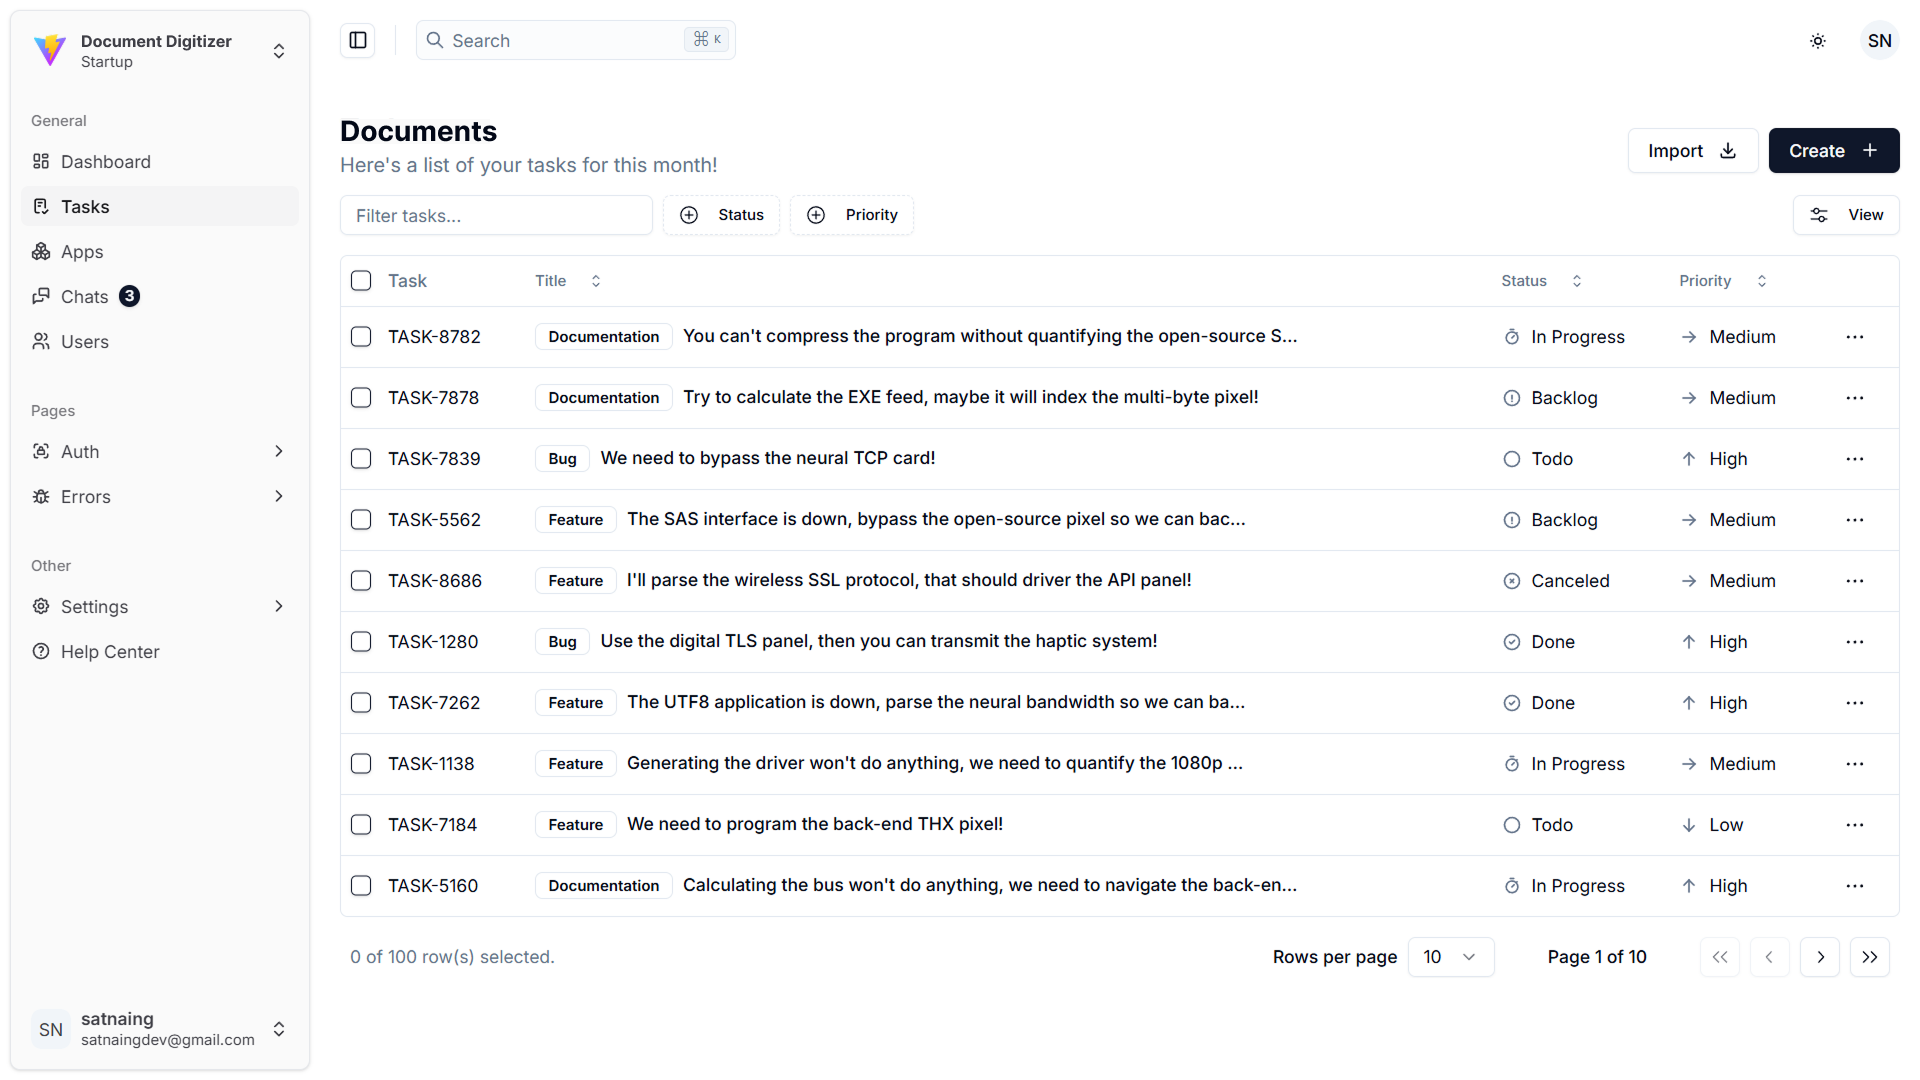 Document Digitizer
Startup
General
Dashboard
Tasks
Apps
Chats 3
Users
Pages
Auth
Errors
Other
Settings
Help Center
SN
satnaing
satnaingdev@gmail.com
Search ⌘ K
SN
Documents
Here's a list of your tasks for this month!
Import
Create
Filter tasks...
Status
Priority
View
Task Title Status Priority
TASK-8782 Documentation You can't compress the program without quantifying the open-source S... In Progress Medium
TASK-7878 Documentation Try to calculate the EXE feed, maybe it will index the multi-byte pixel! Backlog Medium
TASK-7839 Bug We need to bypass the neural TCP card! Todo High
TASK-5562 Feature The SAS interface is down, bypass the open-source pixel so we can bac... Backlog Medium
TASK-8686 Feature I'll parse the wireless SSL protocol, that should driver the API panel! Canceled Medium
TASK-1280 Bug Use the digital TLS panel, then you can transmit the haptic system! Done High
TASK-7262 Feature The UTF8 application is down, parse the neural bandwidth so we can ba... Done High
TASK-1138 Feature Generating the driver won't do anything, we need to quantify the 1080p ... In Progress Medium
TASK-7184 Feature We need to program the back-end THX pixel! Todo Low
TASK-5160 Documentation Calculating the bus won't do anything, we need to navigate the back-en... In Progress High
0 of 100 row(s) selected.
Rows per page 10
Page 1 of 10